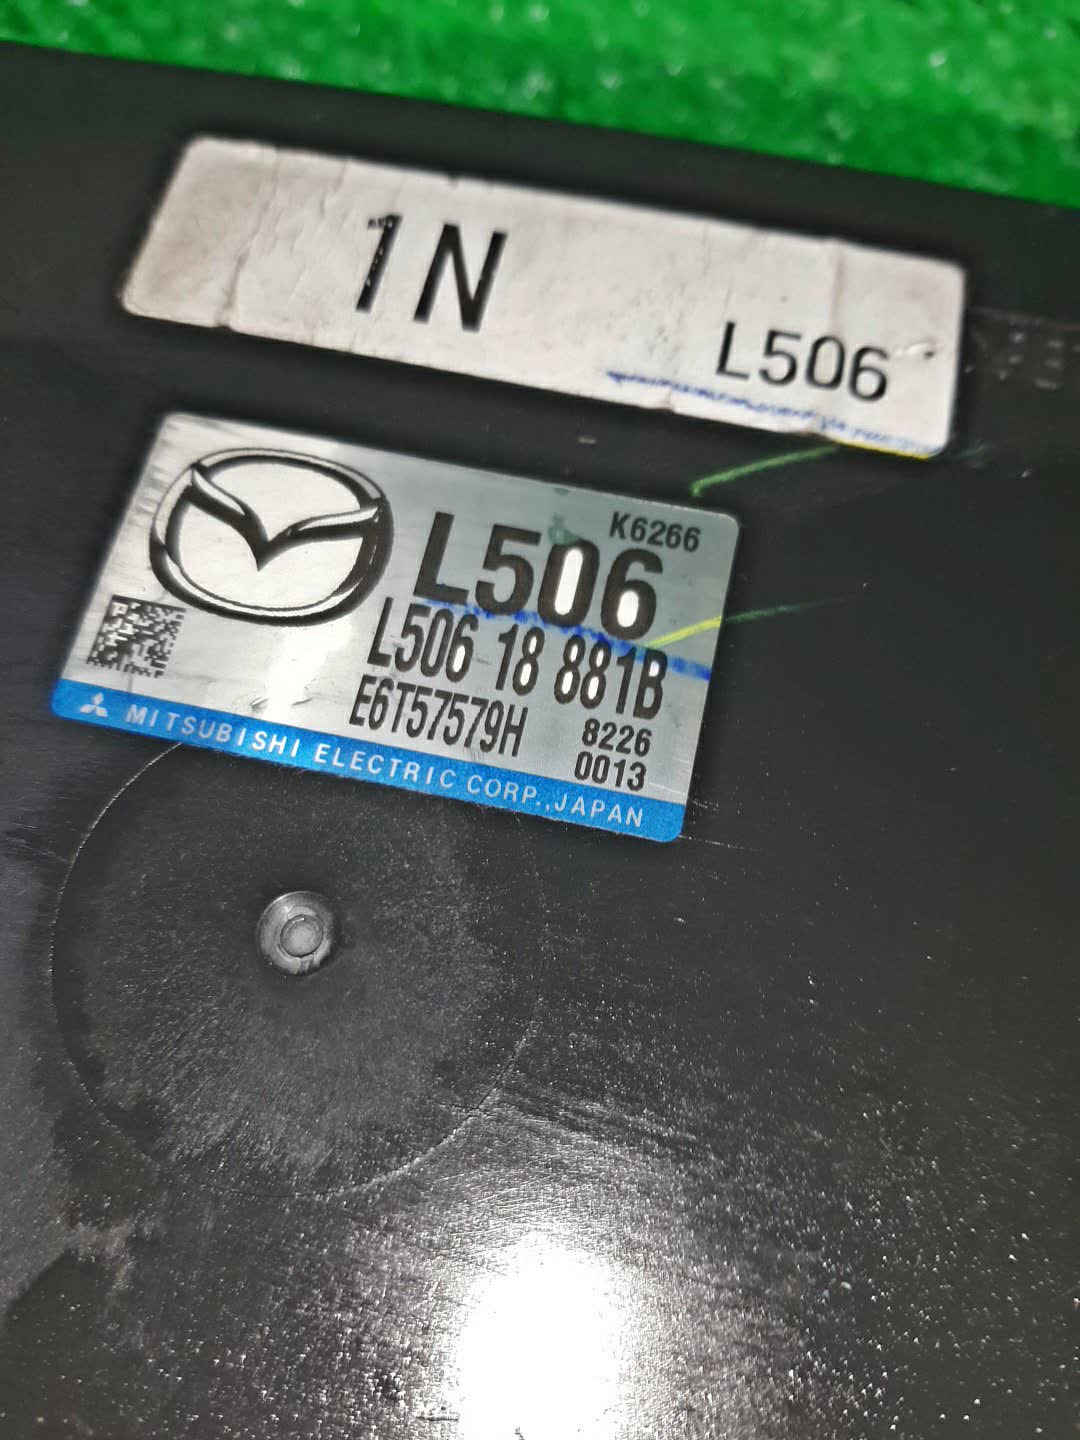 1N
L506
K6266
L506
L506 18 881B
E6T57579H 8226
0013
MITSUBISHI ELECTRIC CORP., JAPAN